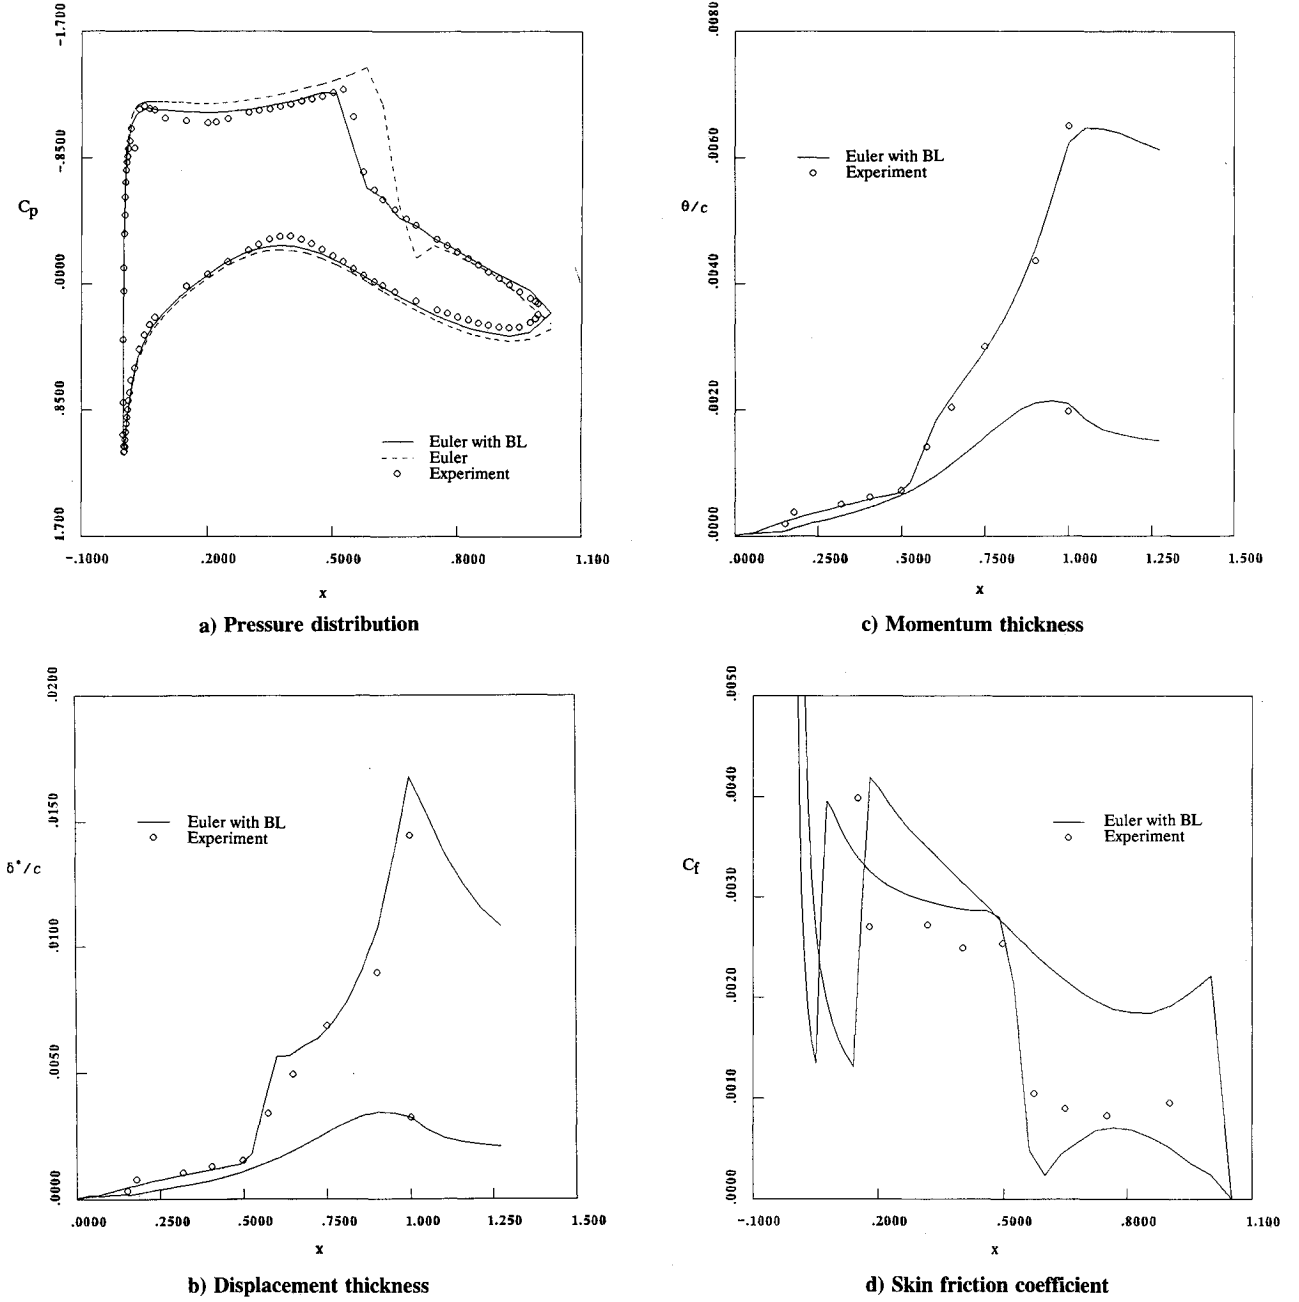 -1.700
-.8500
.0000
.8500
1.700
Cp
Euler with BL
Euler
Experiment
-.1000 .2000 .5000 .8000 1.100
x
a) Pressure distribution
.0080
.0060
.0040
.0020
.0000
θ/c
Euler with BL
Experiment
.0000 .2500 .5000 .7500 1.000 1.250 1.500
x
c) Momentum thickness
.0200
.0150
.0100
.0050
.0000
δ*/c
Euler with BL
Experiment
.0000 .2500 .5000 .7500 1.000 1.250 1.500
x
b) Displacement thickness
.0050
.0040
.0030
.0020
.0010
.0000
Cf
Euler with BL
Experiment
-.1000 .2000 .5000 .8000 1.100
x
d) Skin friction coefficient